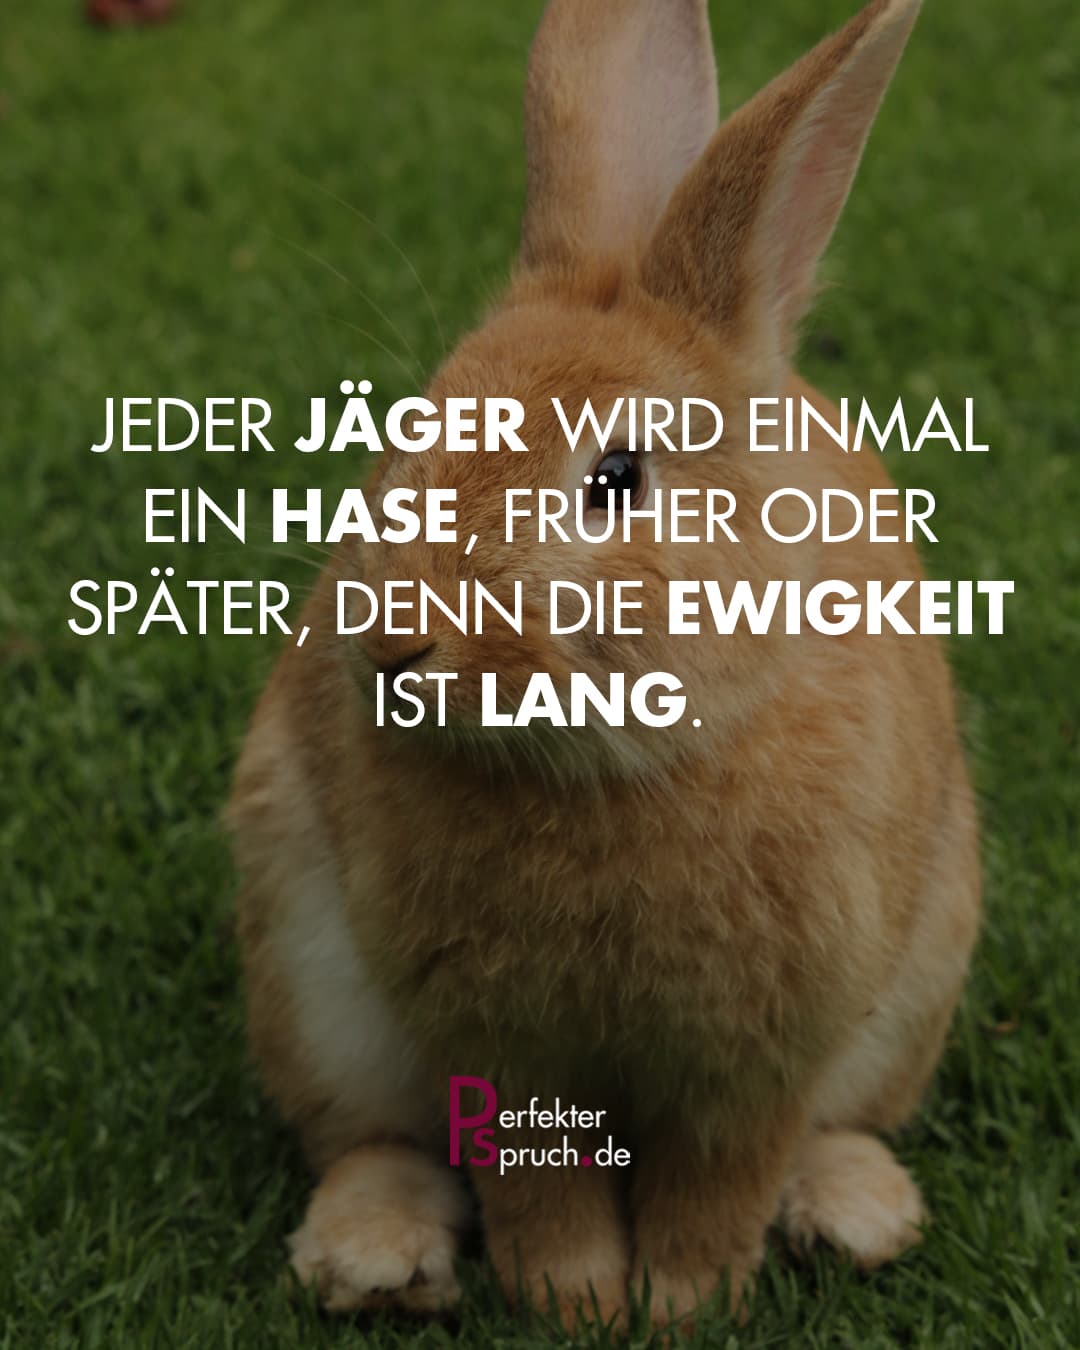 JEDER JÄGER WIRD EINMAL
EIN HASE, FRÜHER ODER
SPÄTER, DENN DIE EWIGKEIT
IST LANG.
Perfekter
spruch.de